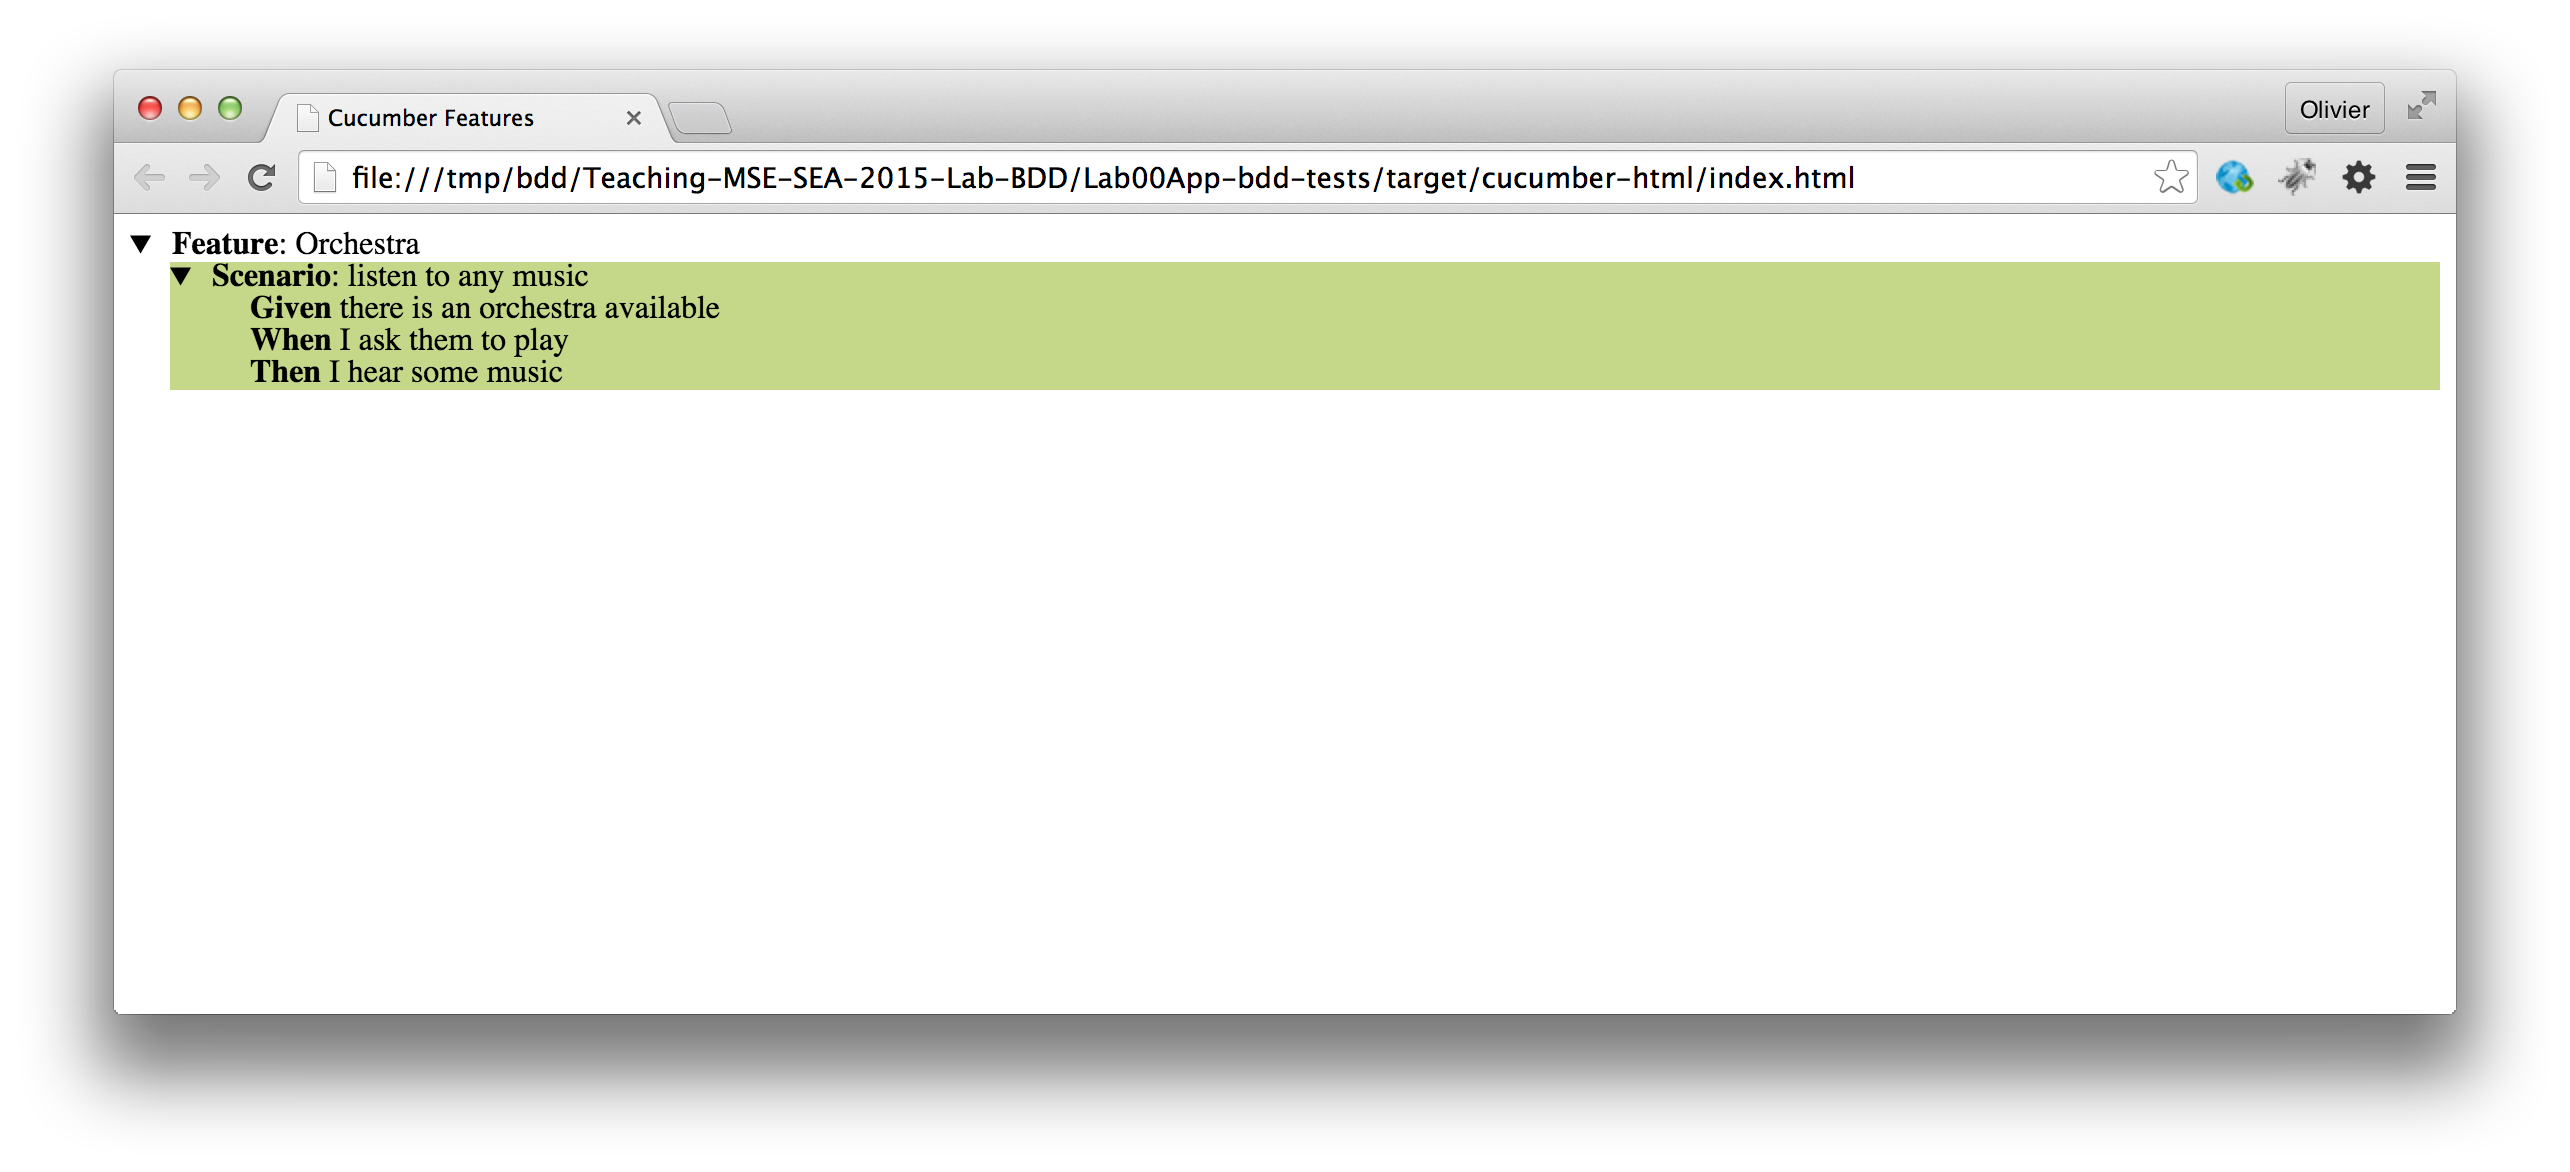 Cucumber Features
Olivier
file:///tmp/bdd/Teaching-MSE-SEA-2015-Lab-BDD/Lab00App-bdd-tests/target/cucumber-html/index.html
Feature: Orchestra
Scenario: listen to any music
Given there is an orchestra available
When I ask them to play
Then I hear some music